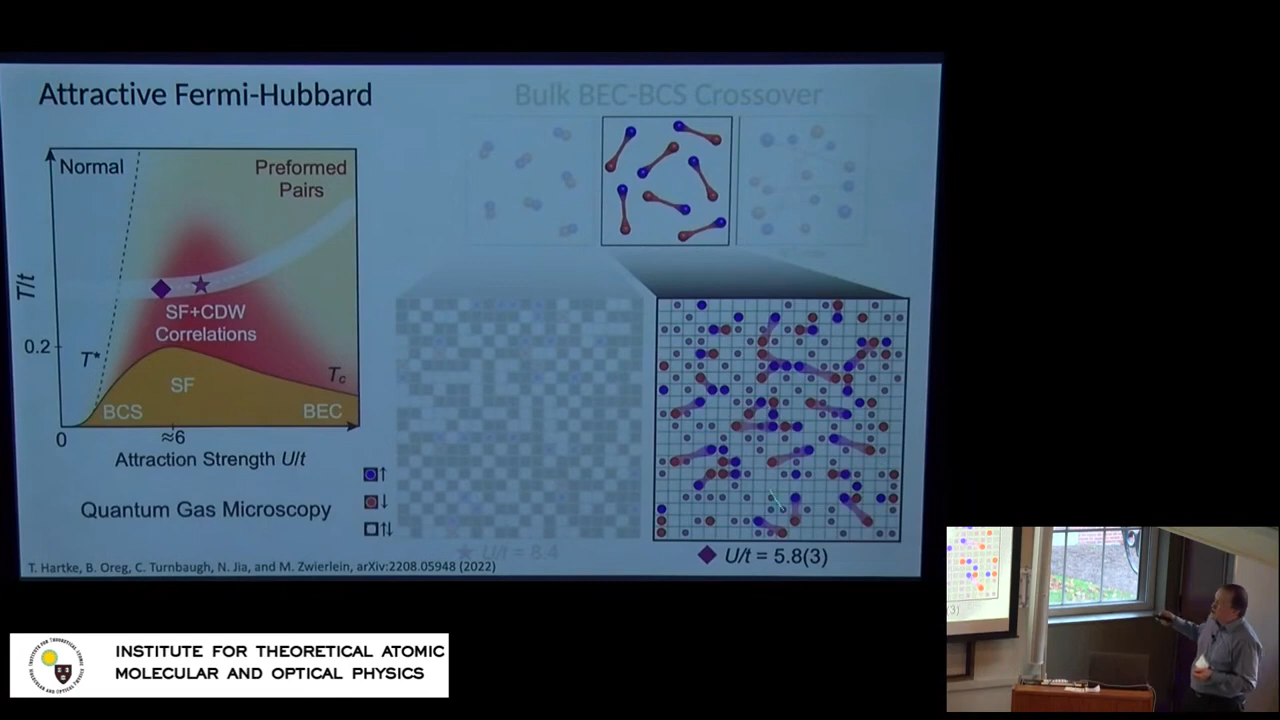 Attractive Fermi-Hubbard
Bulk BEC-BCS Crossover
Normal
Preformed
Pairs
T/t
SF+CDW
Correlations
0.2
T*
Tc
SF
BCS
BEC
0
≈6
Attraction Strength U/t
Quantum Gas Microscopy
↑
↓
↑↓
★ U/t = 8.4
◆ U/t = 5.8(3)
T. Hartke, B. Oreg, C. Turnbaugh, N. Jia, and M. Zwierlein, arXiv:2208.05948 (2022)
3)
INSTITUTE FOR THEORETICAL ATOMIC
MOLECULAR AND OPTICAL PHYSICS